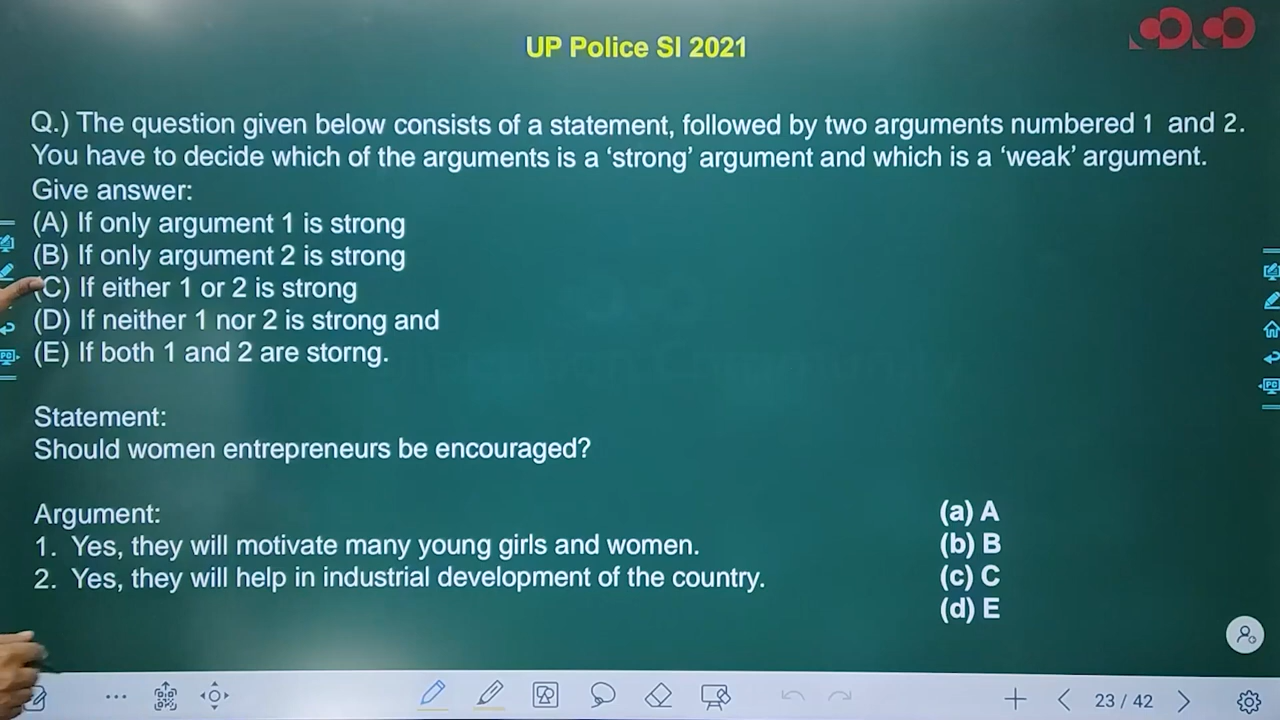 UP Police SI 2021
Q.) The question given below consists of a statement, followed by two arguments numbered 1 and 2.
You have to decide which of the arguments is a ‘strong’ argument and which is a ‘weak’ argument.
Give answer:
(A) If only argument 1 is strong
(B) If only argument 2 is strong
(C) If either 1 or 2 is strong
(D) If neither 1 nor 2 is strong and
(E) If both 1 and 2 are storng.
Statement:
Should women entrepreneurs be encouraged?
Argument:
1. Yes, they will motivate many young girls and women.
2. Yes, they will help in industrial development of the country.
(a) A
(b) B
(c) C
(d) E
PC
PC
23 / 42